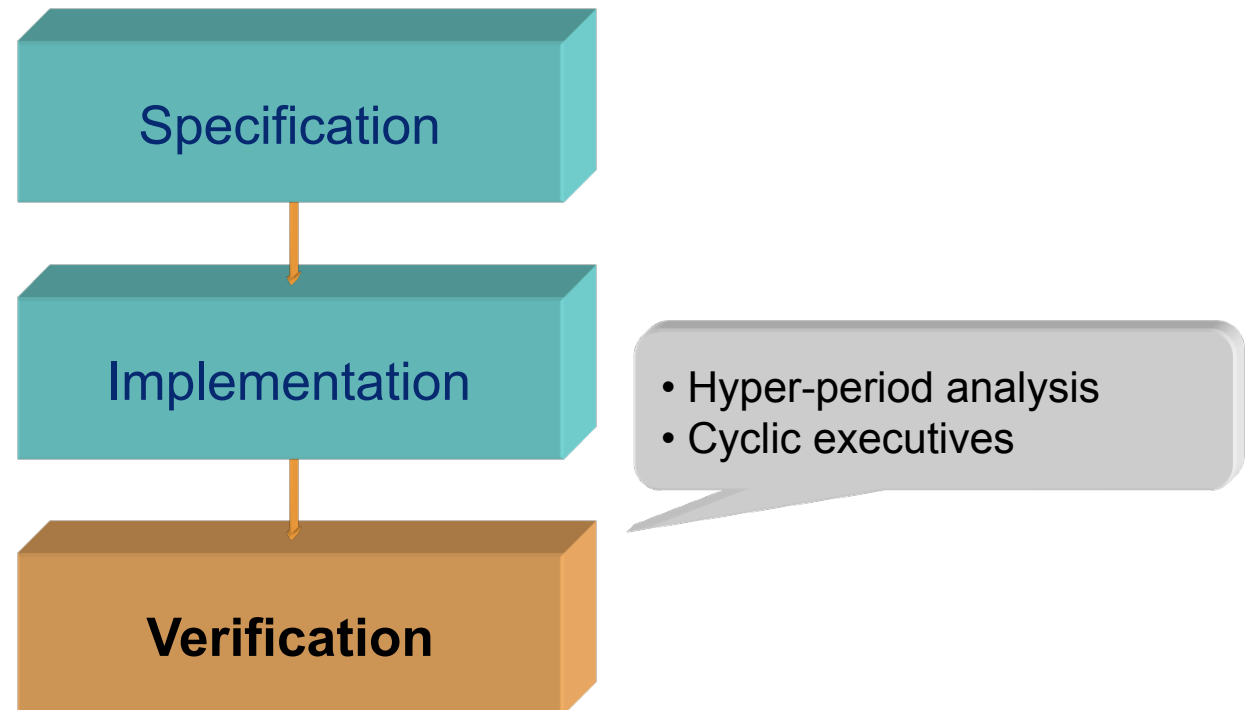 Specification
Implementation
• Hyper-period analysis
• Cyclic executives
Verification